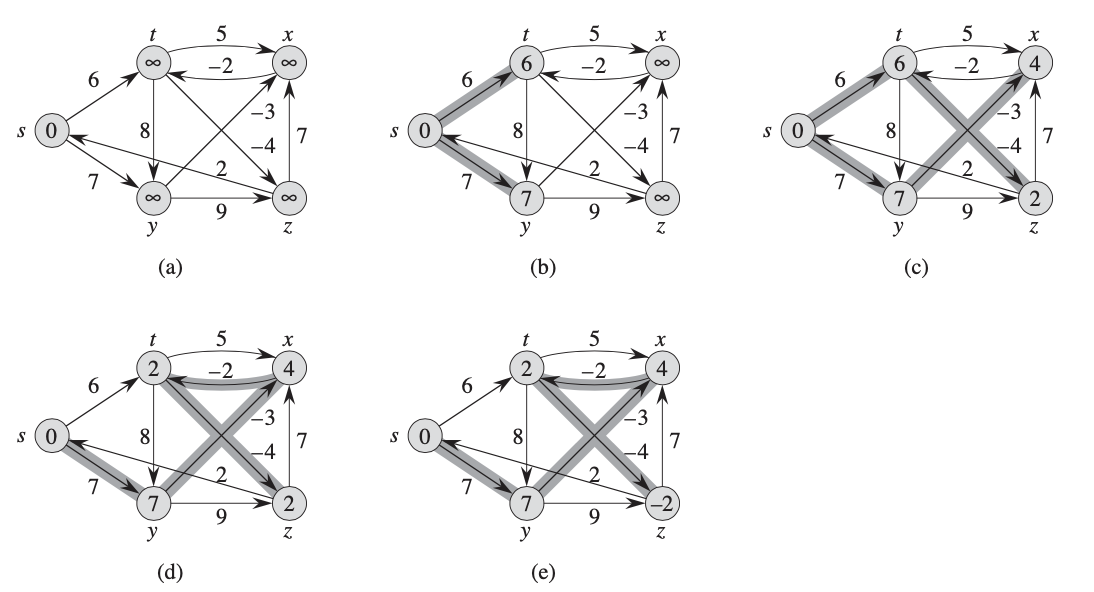 t 5 x t 5 x t 5 x
∞ –2 ∞ 6 –2 ∞ 6 –2 4
6 6 6
s 0 8 –3 7 s 0 8 –3 7 s 0 8 –3 7
–4 –4 –4
7 2 7 2 7 2
∞ 9 ∞ 7 9 ∞ 7 9 2
y z y z y z
(a) (b) (c)
t 5 x t 5 x
2 –2 4 2 –2 4
6 6
s 0 8 –3 7 s 0 8 –3 7
–4 –4
7 2 7 2
7 9 2 7 9 –2
y z y z
(d) (e)